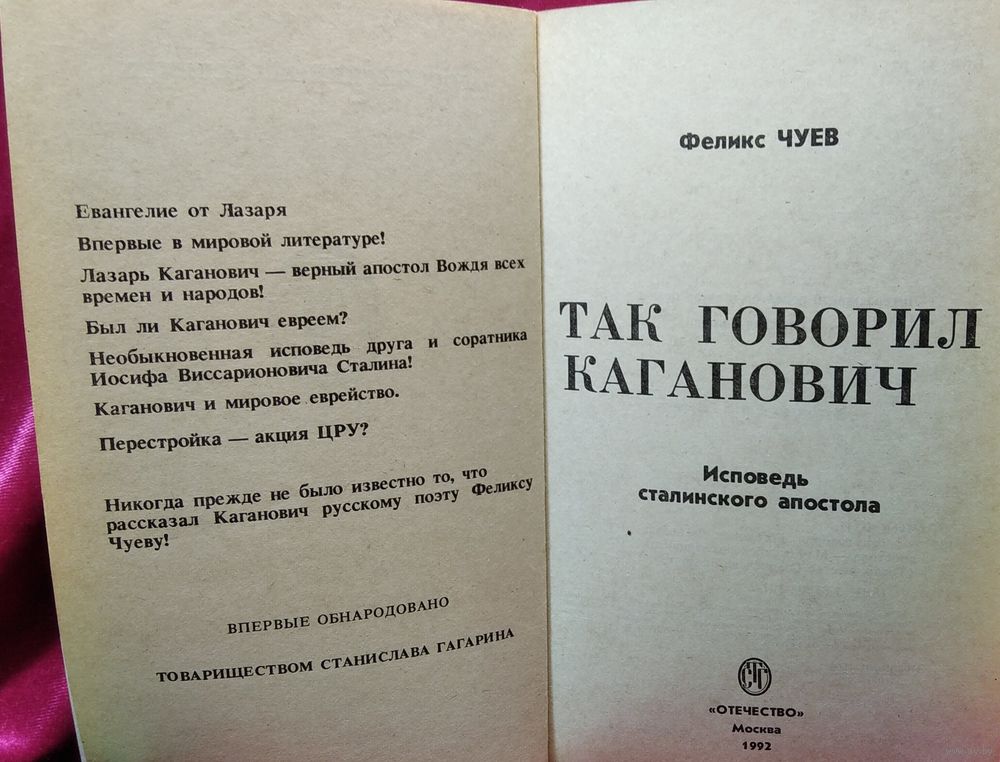 Евангелие от Лазаря
Впервые в мировой литературе!
Лазарь Каганович — верный апостол Вождя всех
времен и народов!
Был ли Каганович евреем?
Необыкновенная исповедь друга и соратника
Иосифа Виссарионовича Сталина!
Каганович и мировое еврейство.
Перестройка — акция ЦРУ?
Никогда прежде не было известно то, что
рассказал Каганович русскому поэту Феликсу
Чуеву!
ВПЕРВЫЕ ОБНАРОДОВАНО
ТОВАРИЩЕСТВОМ СТАНИСЛАВА ГАГАРИНА
Феликс ЧУЕВ
ТАК ГОВОРИЛ
КАГАНОВИЧ
Исповедь
сталинского апостола
СТГ
«ОТЕЧЕСТВО»
Москва
1992